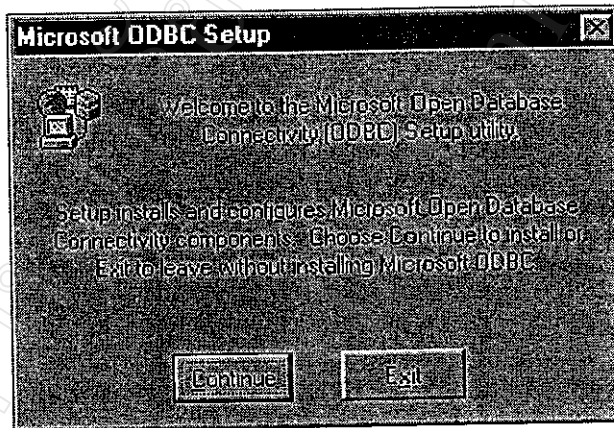 Microsoft ODBC Setup
Welcome to the Microsoft Open Database
Connectivity (ODBC) Setup utility.
Setup installs and configures Microsoft Open Database
Connectivity components. Choose Continue to install or
Exit to leave without installing Microsoft ODBC
Continue
Exit